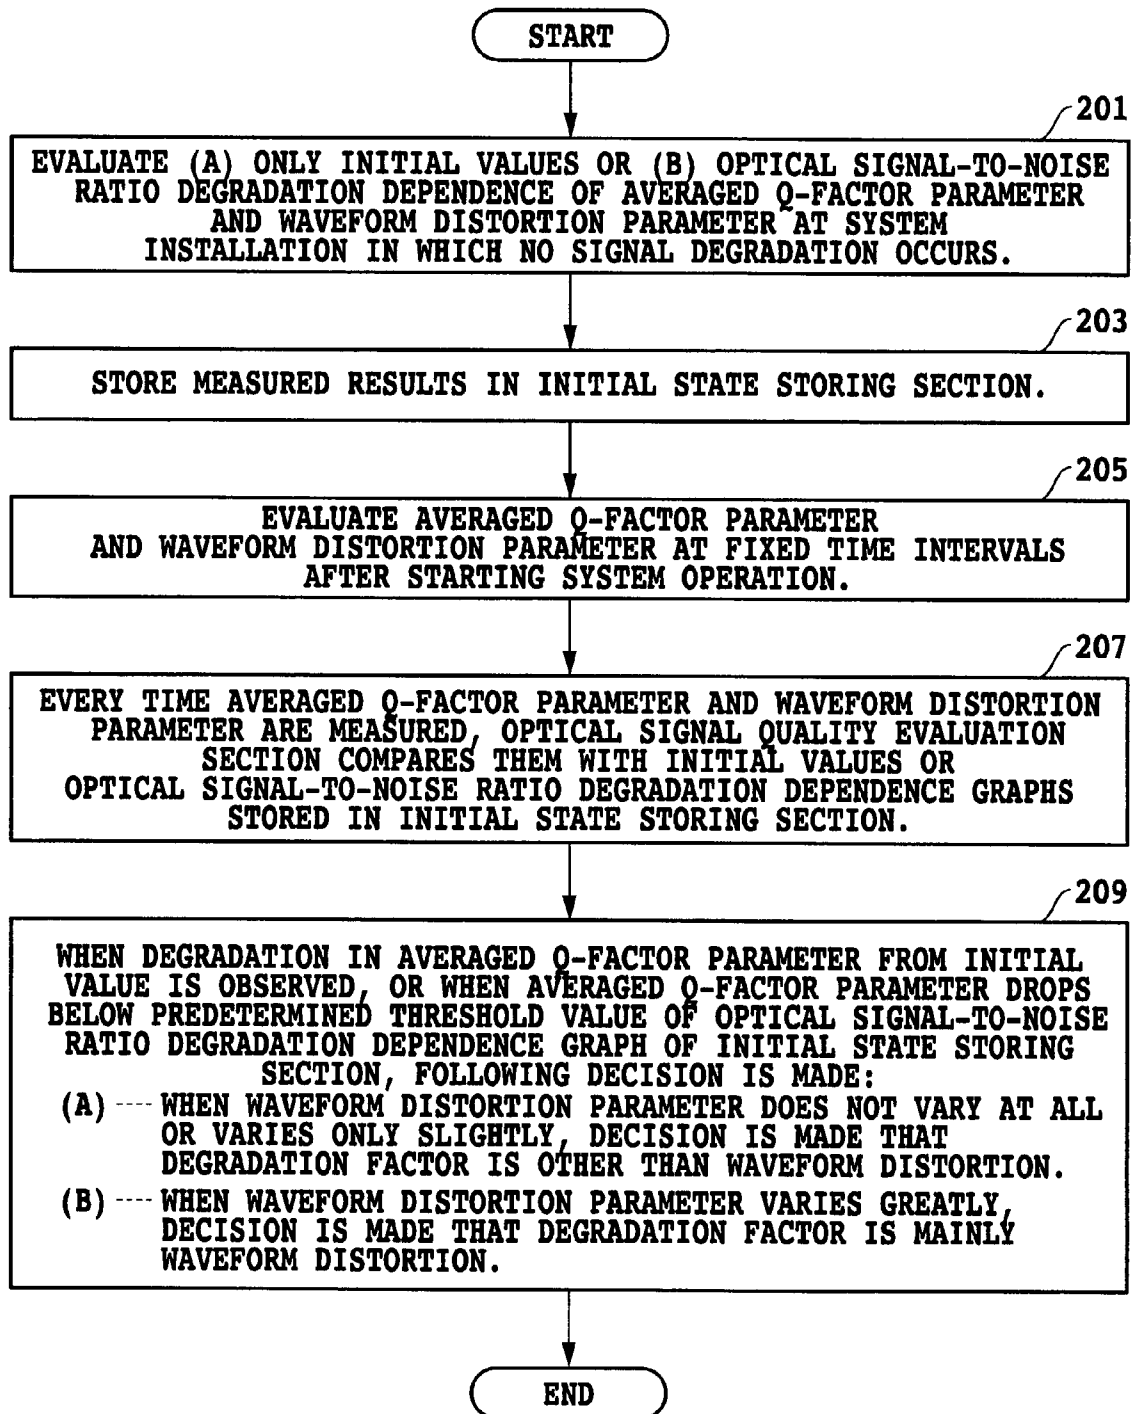 START
201
EVALUATE (A) ONLY INITIAL VALUES OR (B) OPTICAL SIGNAL-TO-NOISE
RATIO DEGRADATION DEPENDENCE OF AVERAGED Q-FACTOR PARAMETER
AND WAVEFORM DISTORTION PARAMETER AT SYSTEM
INSTALLATION IN WHICH NO SIGNAL DEGRADATION OCCURS.
203
STORE MEASURED RESULTS IN INITIAL STATE STORING SECTION.
205
EVALUATE AVERAGED Q-FACTOR PARAMETER
AND WAVEFORM DISTORTION PARAMETER AT FIXED TIME INTERVALS
AFTER STARTING SYSTEM OPERATION.
207
EVERY TIME AVERAGED Q-FACTOR PARAMETER AND WAVEFORM DISTORTION
PARAMETER ARE MEASURED, OPTICAL SIGNAL QUALITY EVALUATION
SECTION COMPARES THEM WITH INITIAL VALUES OR
OPTICAL SIGNAL-TO-NOISE RATIO DEGRADATION DEPENDENCE GRAPHS
STORED IN INITIAL STATE STORING SECTION.
209
WHEN DEGRADATION IN AVERAGED Q-FACTOR PARAMETER FROM INITIAL
VALUE IS OBSERVED, OR WHEN AVERAGED Q-FACTOR PARAMETER DROPS
BELOW PREDETERMINED THRESHOLD VALUE OF OPTICAL SIGNAL-TO-NOISE
RATIO DEGRADATION DEPENDENCE GRAPH OF INITIAL STATE STORING
SECTION, FOLLOWING DECISION IS MADE:
(A) ---- WHEN WAVEFORM DISTORTION PARAMETER DOES NOT VARY AT ALL
OR VARIES ONLY SLIGHTLY, DECISION IS MADE THAT
DEGRADATION FACTOR IS OTHER THAN WAVEFORM DISTORTION.
(B) ---- WHEN WAVEFORM DISTORTION PARAMETER VARIES GREATLY,
DECISION IS MADE THAT DEGRADATION FACTOR IS MAINLY
WAVEFORM DISTORTION.
END